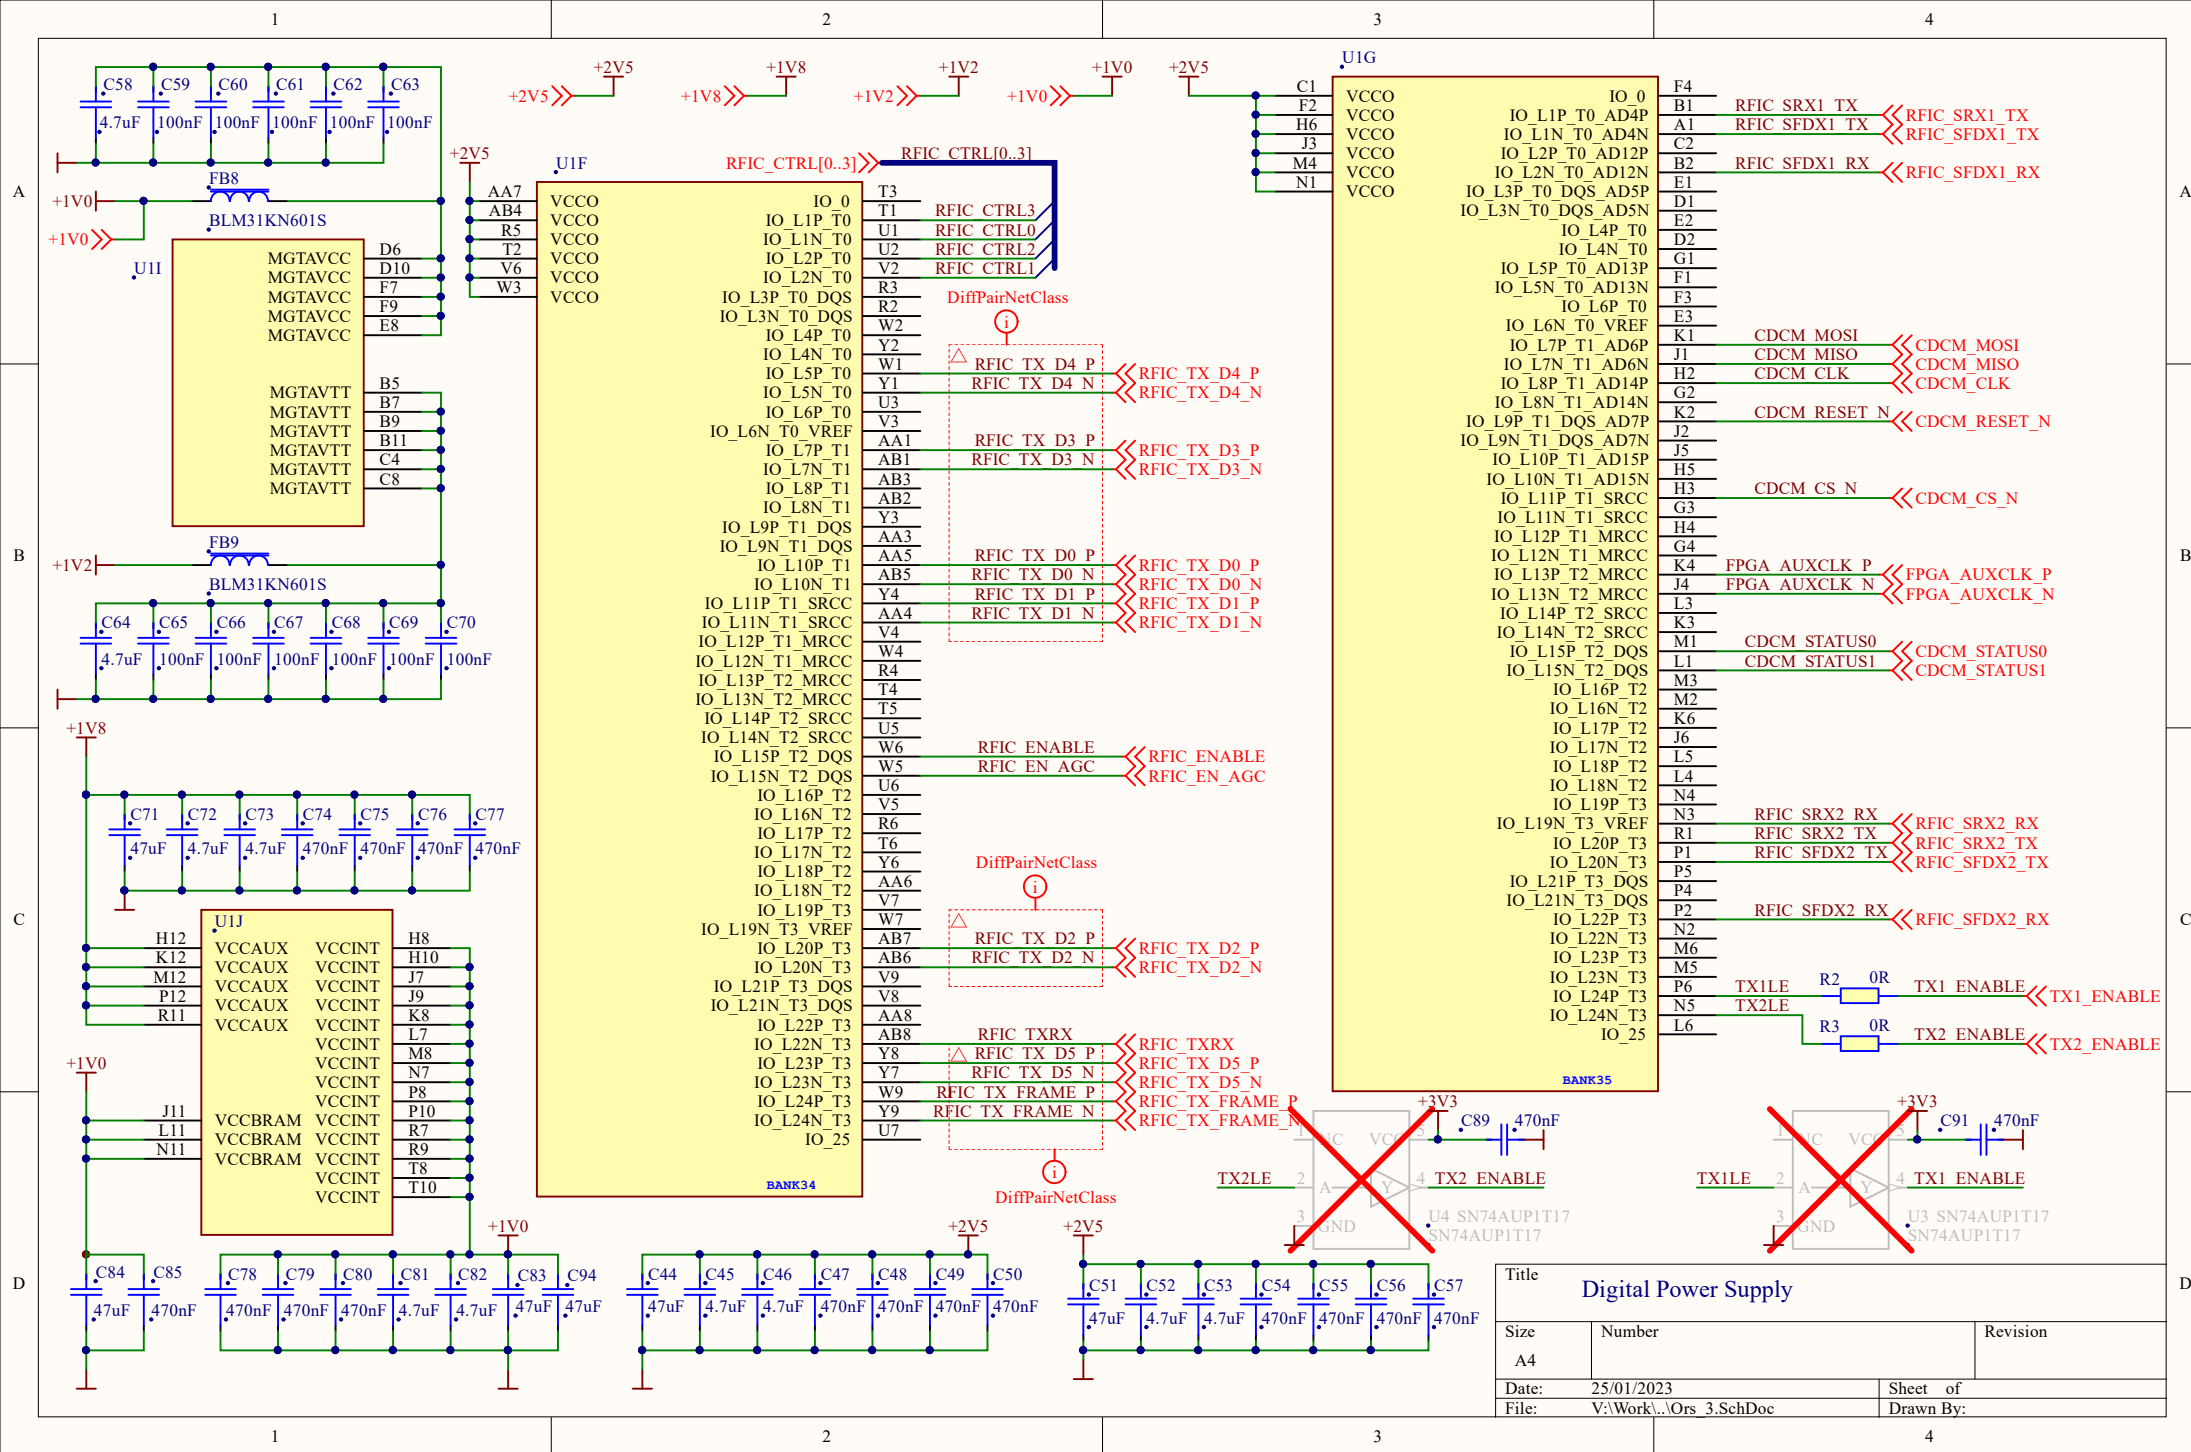 1 2 3 4
A A
B B
C C
D D
1 2 3 4
C58 C59 C60 C61 C62 C63
4.7uF 100nF 100nF 100nF 100nF 100nF
FB8
+1V0
BLM31KN601S
+1V0
U1I
MGTAVCC D6
MGTAVCC D10
MGTAVCC F7
MGTAVCC F9
MGTAVCC E8
MGTAVTT B5
MGTAVTT B7
MGTAVTT B9
MGTAVTT B11
MGTAVTT C4
MGTAVTT C8
FB9
+1V2
BLM31KN601S
C64 C65 C66 C67 C68 C69 C70
4.7uF 100nF 100nF 100nF 100nF 100nF 100nF
+1V8
C71 C72 C73 C74 C75 C76 C77
47uF 4.7uF 4.7uF 470nF 470nF 470nF 470nF
U1J
H12 VCCAUX VCCINT H8
K12 VCCAUX VCCINT H10
M12 VCCAUX VCCINT J7
P12 VCCAUX VCCINT J9
R11 VCCAUX VCCINT K8
VCCINT L7
+1V0
VCCINT M8
VCCINT N7
VCCINT P8
J11 VCCBRAM VCCINT P10
L11 VCCBRAM VCCINT R7
N11 VCCBRAM VCCINT R9
VCCINT T8
VCCINT T10
+1V0
C84 C85 C78 C79 C80 C81 C82 C83 C94
47uF 470nF 470nF 470nF 470nF 4.7uF 4.7uF 47uF 47uF
+2V5 +1V8 +1V2 +1V0
+2V5 +1V8 +1V2 +1V0
RFIC_CTRL[0..3] RFIC_CTRL[0..3]
+2V5
U1F
AA7 VCCO
AB4 VCCO
R5 VCCO
T2 VCCO
V6 VCCO
W3 VCCO
IO_0 T3
IO_L1P_T0 T1 RFIC_CTRL3
IO_L1N_T0 U1 RFIC_CTRL0
IO_L2P_T0 U2 RFIC_CTRL2
IO_L2N_T0 V2 RFIC_CTRL1
IO_L3P_T0_DQS R3
DiffPairNetClass
i
IO_L3N_T0_DQS R2
IO_L4P_T0 W2
IO_L4N_T0 Y2
IO_L5P_T0 W1 RFIC_TX_D4_P RFIC_TX_D4_P
IO_L5N_T0 Y1 RFIC_TX_D4_N RFIC_TX_D4_N
IO_L6P_T0 U3
IO_L6N_T0_VREF V3
IO_L7P_T1 AA1 RFIC_TX_D3_P RFIC_TX_D3_P
IO_L7N_T1 AB1 RFIC_TX_D3_N RFIC_TX_D3_N
IO_L8P_T1 AB3
IO_L8N_T1 AB2
IO_L9P_T1_DQS Y3
IO_L9N_T1_DQS AA3
IO_L10P_T1 AA5 RFIC_TX_D0_P RFIC_TX_D0_P
IO_L10N_T1 AB5 RFIC_TX_D0_N RFIC_TX_D0_N
IO_L11P_T1_SRCC Y4 RFIC_TX_D1_P RFIC_TX_D1_P
IO_L11N_T1_SRCC AA4 RFIC_TX_D1_N RFIC_TX_D1_N
IO_L12P_T1_MRCC V4
IO_L12N_T1_MRCC W4
IO_L13P_T2_MRCC R4
IO_L13N_T2_MRCC T4
IO_L14P_T2_SRCC T5
IO_L14N_T2_SRCC U5
IO_L15P_T2_DQS W6 RFIC_ENABLE RFIC_ENABLE
IO_L15N_T2_DQS W5 RFIC_EN_AGC RFIC_EN_AGC
IO_L16P_T2 U6
IO_L16N_T2 V5
IO_L17P_T2 R6
IO_L17N_T2 T6
IO_L18P_T2 Y6
DiffPairNetClass
i
IO_L18N_T2 AA6
IO_L19P_T3 V7
IO_L19N_T3_VREF W7
IO_L20P_T3 AB7 RFIC_TX_D2_P RFIC_TX_D2_P
IO_L20N_T3 AB6 RFIC_TX_D2_N RFIC_TX_D2_N
IO_L21P_T3_DQS V9
IO_L21N_T3_DQS V8
IO_L22P_T3 AA8
IO_L22N_T3 AB8 RFIC_TXRX RFIC_TXRX
IO_L23P_T3 Y8 RFIC_TX_D5_P RFIC_TX_D5_P
IO_L23N_T3 Y7 RFIC_TX_D5_N RFIC_TX_D5_N
IO_L24P_T3 W9 RFIC_TX_FRAME_P RFIC_TX_FRAME_P
IO_L24N_T3 Y9 RFIC_TX_FRAME_N RFIC_TX_FRAME_N
IO_25 U7
i
DiffPairNetClass
BANK34
+2V5
C44 C45 C46 C47 C48 C49 C50
47uF 4.7uF 4.7uF 470nF 470nF 470nF 470nF
+2V5
C51 C52 C53 C54 C55 C56 C57
47uF 4.7uF 4.7uF 470nF 470nF 470nF 470nF
U1G
+2V5
C1 VCCO
F2 VCCO
H6 VCCO
J3 VCCO
M4 VCCO
N1 VCCO
IO_0 F4
IO_L1P_T0_AD4P B1 RFIC_SRX1_TX RFIC_SRX1_TX
IO_L1N_T0_AD4N A1 RFIC_SFDX1_TX RFIC_SFDX1_TX
IO_L2P_T0_AD12P C2
IO_L2N_T0_AD12N B2 RFIC_SFDX1_RX RFIC_SFDX1_RX
IO_L3P_T0_DQS_AD5P E1
IO_L3N_T0_DQS_AD5N D1
IO_L4P_T0 E2
IO_L4N_T0 D2
IO_L5P_T0_AD13P G1
IO_L5N_T0_AD13N F1
IO_L6P_T0 F3
IO_L6N_T0_VREF E3
IO_L7P_T1_AD6P K1 CDCM_MOSI CDCM_MOSI
IO_L7N_T1_AD6N J1 CDCM_MISO CDCM_MISO
IO_L8P_T1_AD14P H2 CDCM_CLK CDCM_CLK
IO_L8N_T1_AD14N G2
IO_L9P_T1_DQS_AD7P K2 CDCM_RESET_N CDCM_RESET_N
IO_L9N_T1_DQS_AD7N J2
IO_L10P_T1_AD15P J5
IO_L10N_T1_AD15N H5
IO_L11P_T1_SRCC H3 CDCM_CS_N CDCM_CS_N
IO_L11N_T1_SRCC G3
IO_L12P_T1_MRCC H4
IO_L12N_T1_MRCC G4
IO_L13P_T2_MRCC K4 FPGA_AUXCLK_P FPGA_AUXCLK_P
IO_L13N_T2_MRCC J4 FPGA_AUXCLK_N FPGA_AUXCLK_N
IO_L14P_T2_SRCC L3
IO_L14N_T2_SRCC K3
IO_L15P_T2_DQS M1 CDCM_STATUS0 CDCM_STATUS0
IO_L15N_T2_DQS L1 CDCM_STATUS1 CDCM_STATUS1
IO_L16P_T2 M3
IO_L16N_T2 M2
IO_L17P_T2 K6
IO_L17N_T2 J6
IO_L18P_T2 L5
IO_L18N_T2 L4
IO_L19P_T3 N4
IO_L19N_T3_VREF N3 RFIC_SRX2_RX RFIC_SRX2_RX
IO_L20P_T3 R1 RFIC_SRX2_TX RFIC_SRX2_TX
IO_L20N_T3 P1 RFIC_SFDX2_TX RFIC_SFDX2_TX
IO_L21P_T3_DQS P5
IO_L21N_T3_DQS P4
IO_L22P_T3 P2 RFIC_SFDX2_RX RFIC_SFDX2_RX
IO_L22N_T3 N2
IO_L23P_T3 M6
IO_L23N_T3 M5
IO_L24P_T3 P6 TX1LE R2 0R TX1_ENABLE TX1_ENABLE
IO_L24N_T3 N5 TX2LE
IO_25 L6
R3 0R TX2_ENABLE TX2_ENABLE
BANK35
+3V3
C89 470nF
1 NC VCC 5
TX2LE 2 A Y 4 TX2_ENABLE
3 GND
U4 SN74AUP1T17
SN74AUP1T17
+3V3
C91 470nF
1 NC VCC 5
TX1LE 2 A Y 4 TX1_ENABLE
3 GND
U3 SN74AUP1T17
SN74AUP1T17
Title
Digital Power Supply
Size Number Revision
A4
Date: 25/01/2023 Sheet of
File: V:\Work\..\Ors_3.SchDoc Drawn By: